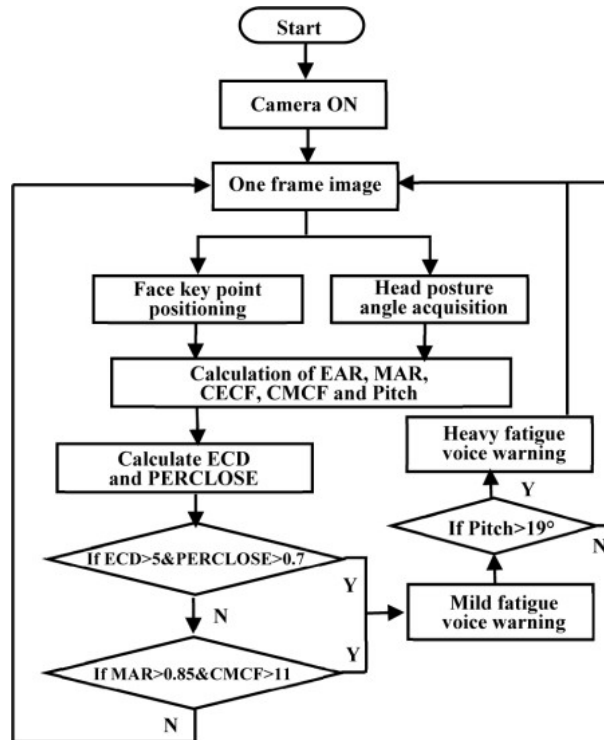 Start
Camera ON
One frame image
Face key point
positioning
Head posture
angle acquisition
Calculation of EAR, MAR,
CECF, CMCF and Pitch
Calculate ECD
and PERCLOSE
Heavy fatigue
voice warning
Y
If Pitch>19°
N
If ECD>5&PERCLOSE>0.7
Y
N
Mild fatigue
voice warning
If MAR>0.85&CMCF>11
Y
N